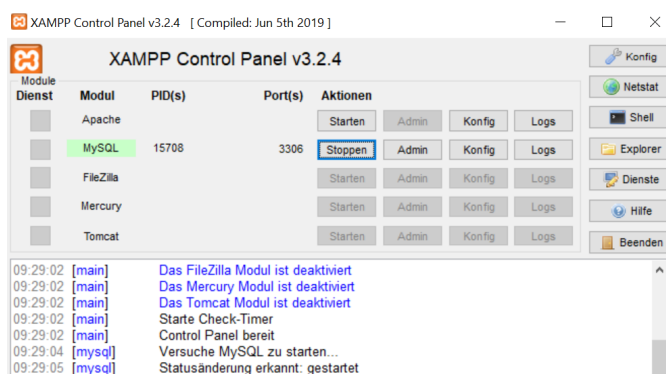 XAMPP Control Panel v3.2.4 [ Compiled: Jun 5th 2019 ]
XAMPP Control Panel v3.2.4
Konfig
Netstat
Shell
Explorer
Dienste
Hilfe
Beenden
Module
Dienst Modul PID(s) Port(s) Aktionen
Apache Starten Admin Konfig Logs
MySQL 15708 3306 Stoppen Admin Konfig Logs
FileZilla Starten Admin Konfig Logs
Mercury Starten Admin Konfig Logs
Tomcat Starten Admin Konfig Logs
09:29:02 [main] Das FileZilla Modul ist deaktiviert
09:29:02 [main] Das Mercury Modul ist deaktiviert
09:29:02 [main] Das Tomcat Modul ist deaktiviert
09:29:02 [main] Starte Check-Timer
09:29:02 [main] Control Panel bereit
09:29:04 [mysql] Versuche MySQL zu starten...
09:29:05 [mysql] Statusänderung erkannt: gestartet